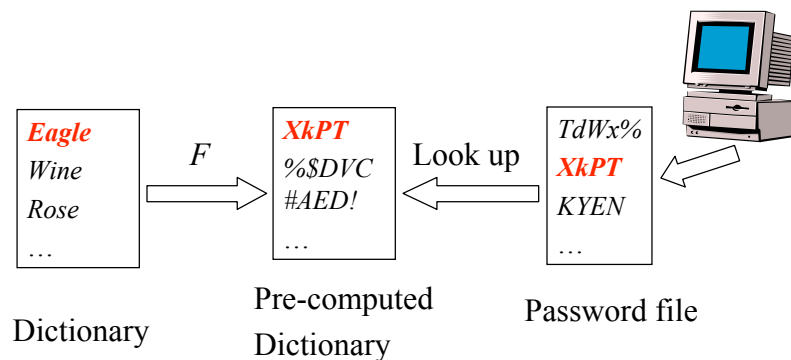 Eagle
Wine
Rose
…
F
XkPT
%$DVC
#AED!
…
Look up
TdWx%
XkPT
KYEN
…
Dictionary
Pre-computed
Dictionary
Password file